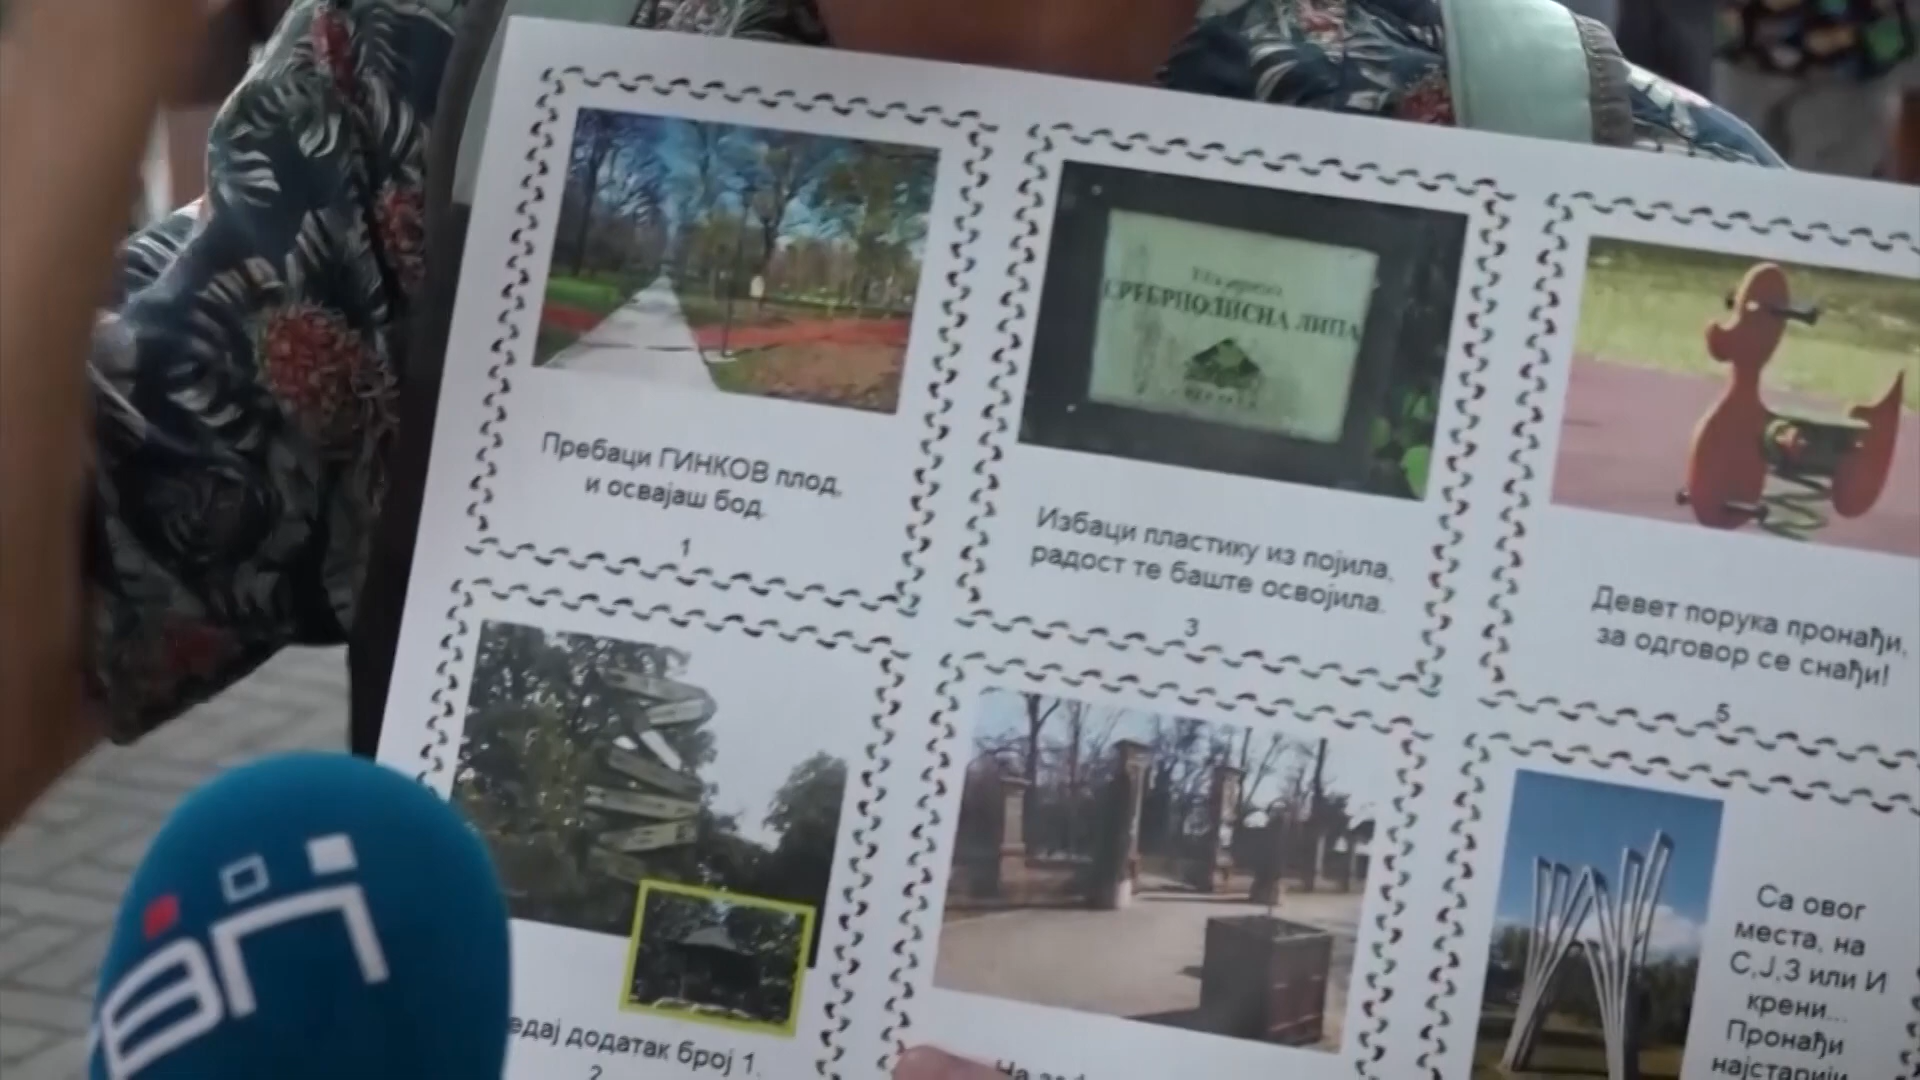 Пребаци ГИНКОВ плод,
и освајаш бод.
1
СРЕБРНОЛИСНА ЛИПА
Избаци пластику из појила,
радост те баште освојила.
3
Девет порука пронађи,
за одговор се снађи!
5
додатак број 1.
2
На
Са овог
места, на
С,Ј,З или И
крени...
Пронађи
најстарији